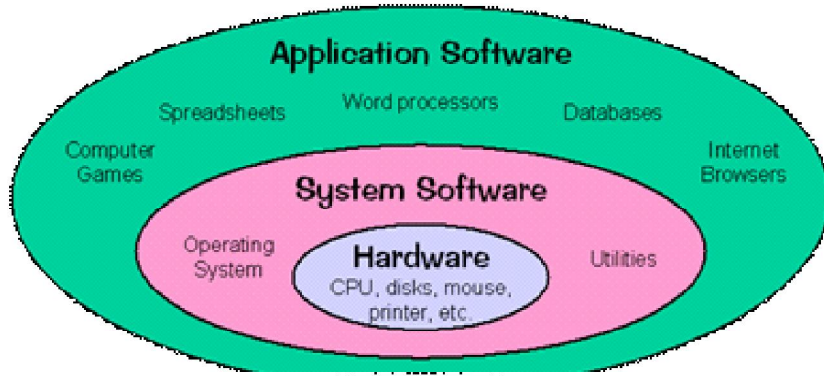 Application Software
Spreadsheets
Word processors
Databases
Computer
Games
Internet
Browsers
System Software
Operating
System
Utilities
Hardware
CPU, disks, mouse,
printer, etc.